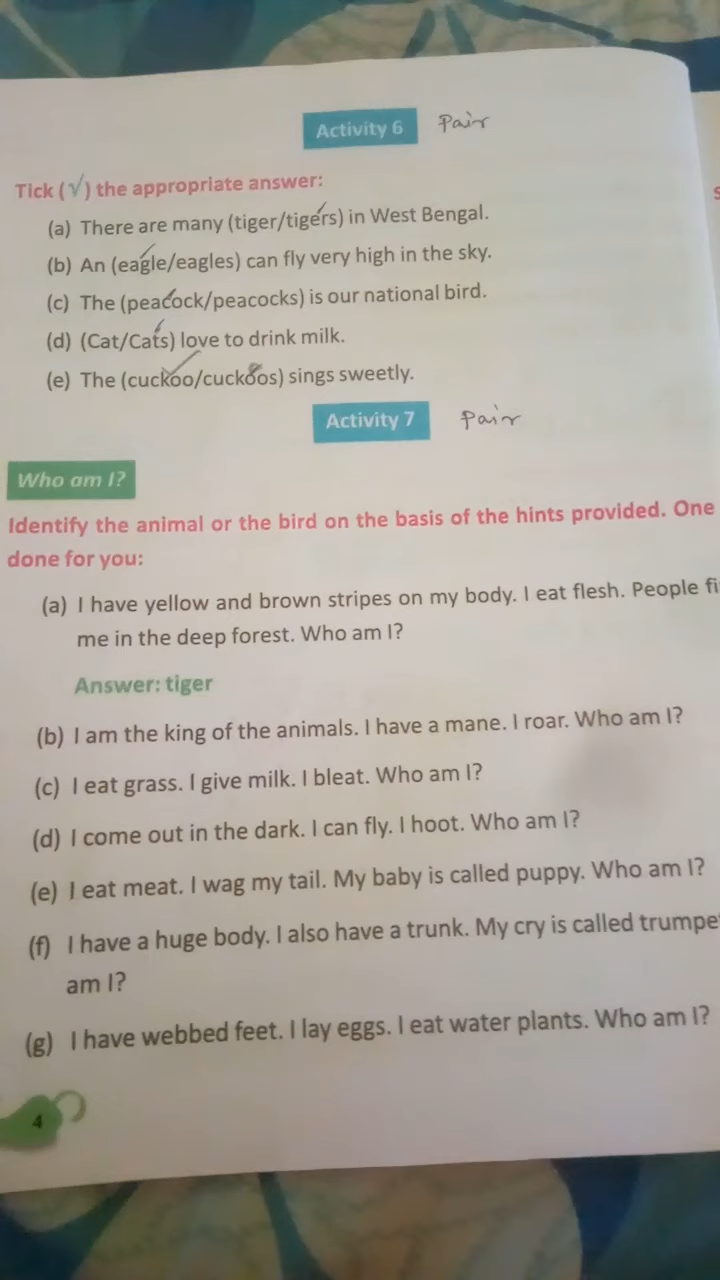 Activity 6 Pair
Tick (√) the appropriate answer:
(a) There are many (tiger/tigers) in West Bengal.
(b) An (eagle/eagles) can fly very high in the sky.
(c) The (peacock/peacocks) is our national bird.
(d) (Cat/Cats) love to drink milk.
(e) The (cuckoo/cuckoos) sings sweetly.
Activity 7 Pair
Who am I?
Identify the animal or the bird on the basis of the hints provided. One
done for you:
(a) I have yellow and brown stripes on my body. I eat flesh. People
me in the deep forest. Who am I?
Answer: tiger
(b) I am the king of the animals. I have a mane. I roar. Who am I?
(c) I eat grass. I give milk. I bleat. Who am I?
(d) I come out in the dark. I can fly. I hoot. Who am I?
(e) I eat meat. I wag my tail. My baby is called puppy. Who am I?
(f) I have a huge body. I also have a trunk. My cry is called
am I?
(g) I have webbed feet. I lay eggs. I eat water plants. Who am I?
4